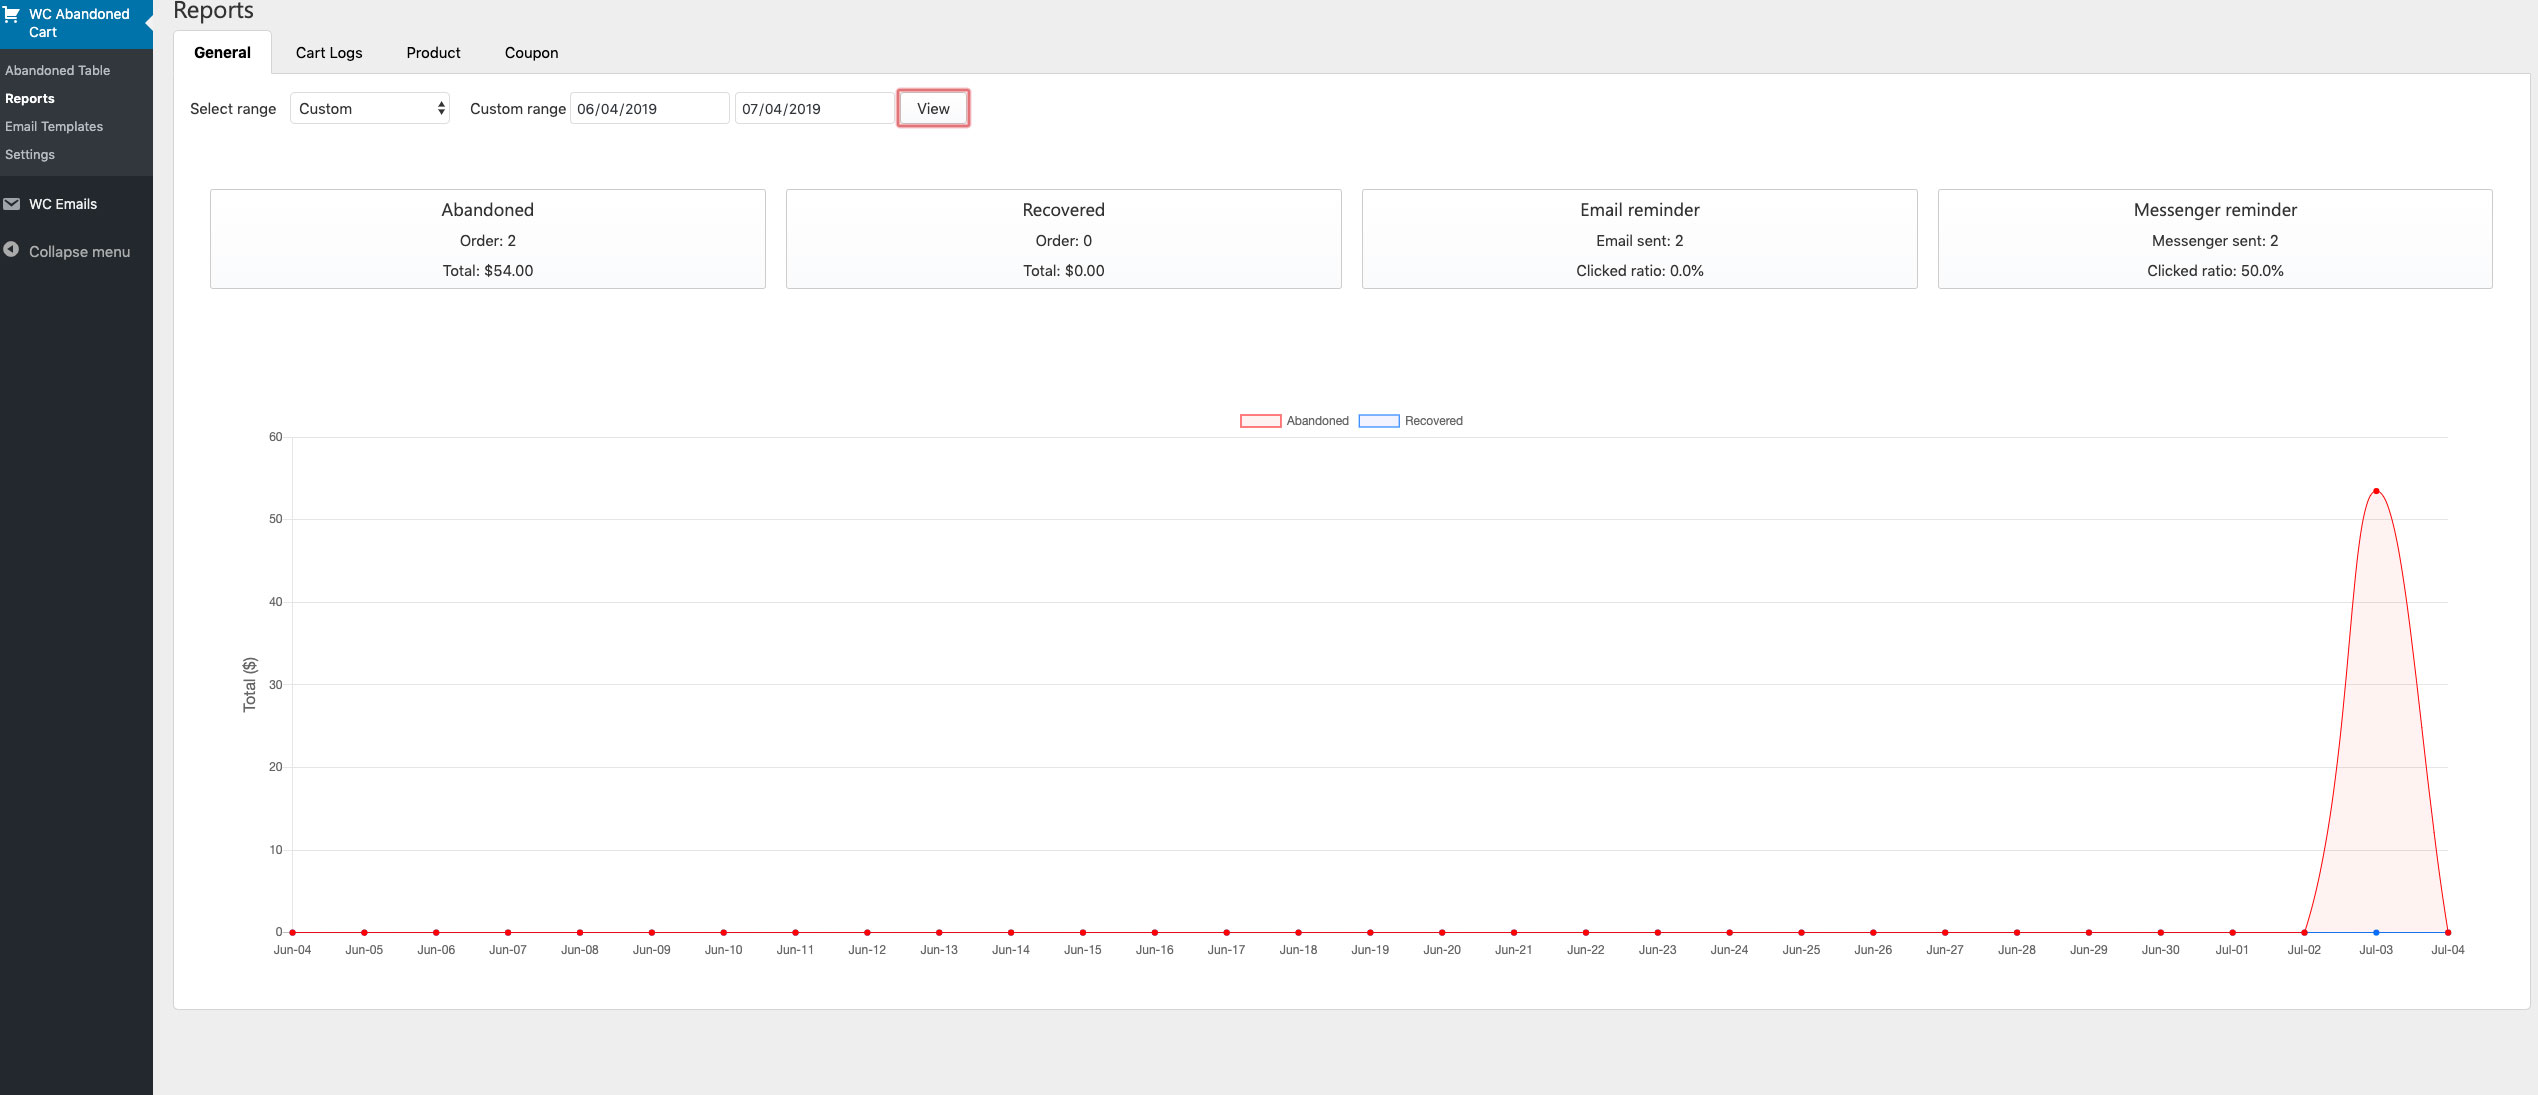 WC Abandoned
Cart
Abandoned Table
Reports
Email Templates
Settings
WC Emails
Collapse menu
Reports
General Cart Logs Product Coupon
Select range Custom Custom range 06/04/2019 07/04/2019 View
Abandoned
Order: 2
Total: $54.00
Recovered
Order: 0
Total: $0.00
Email reminder
Email sent: 2
Clicked ratio: 0.0%
Messenger reminder
Messenger sent: 2
Clicked ratio: 50.0%
Abandoned Recovered
Total ($)
60
50
40
30
20
10
0
Jun-04 Jun-05 Jun-06 Jun-07 Jun-08 Jun-09 Jun-10 Jun-11 Jun-12 Jun-13 Jun-14 Jun-15 Jun-16 Jun-17 Jun-18 Jun-19 Jun-20 Jun-21 Jun-22 Jun-23 Jun-24 Jun-25 Jun-26 Jun-27 Jun-28 Jun-29 Jun-30 Jul-01 Jul-02 Jul-03 Jul-04